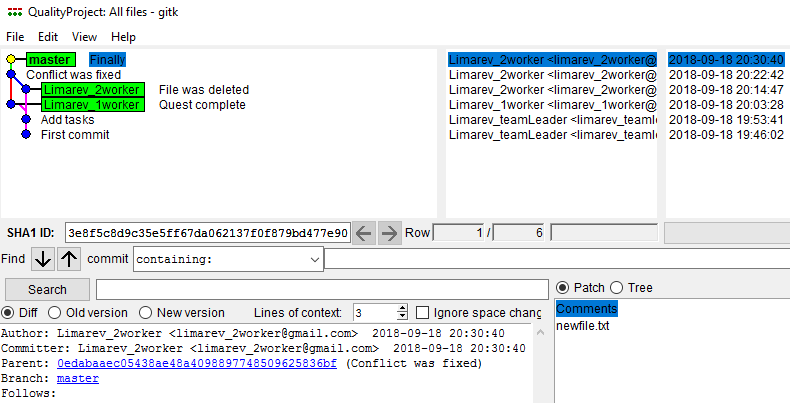 QualityProject: All files - gitk
File Edit View Help
master Finally Limarev_2worker <limarev_2worker@ 2018-09-18 20:30:40
Conflict was fixed Limarev_2worker <limarev_2worker@ 2018-09-18 20:22:42
Limarev_2worker File was deleted Limarev_2worker <limarev_2worker@ 2018-09-18 20:14:47
Limarev_1worker Quest complete Limarev_1worker <limarev_1worker@ 2018-09-18 20:03:28
Add tasks Limarev_teamLeader <limarev_teaml 2018-09-18 19:53:41
First commit Limarev_teamLeader <limarev_teaml 2018-09-18 19:46:02
SHA1 ID: 3e8f5c8d9c35e5ff67da062137f0f879bd477e90 Row 1 / 6
Find commit containing:
Search
Patch Tree
Diff Old version New version Lines of context: 3 Ignore space chang
Comments
newfile.txt
Author: Limarev_2worker <limarev_2worker@gmail.com> 2018-09-18 20:30:40
Committer: Limarev_2worker <limarev_2worker@gmail.com> 2018-09-18 20:30:40
Parent: 0edabaaec05438ae48a4098897748509625836bf (Conflict was fixed)
Branch: master
Follows: